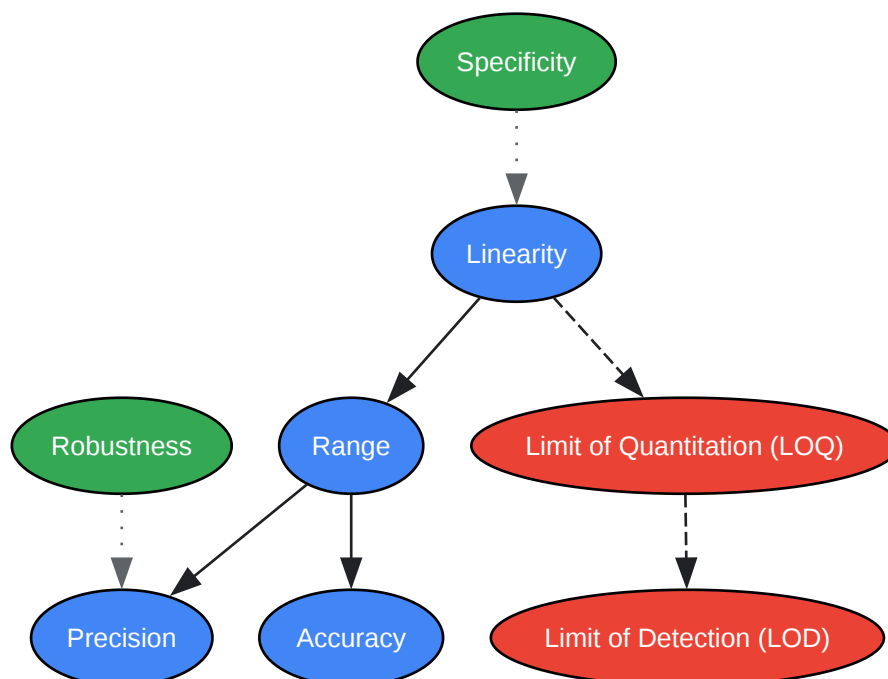 Specificity
Linearity
Robustness
Range
Limit of Quantitation (LOQ)
Precision
Accuracy
Limit of Detection (LOD)